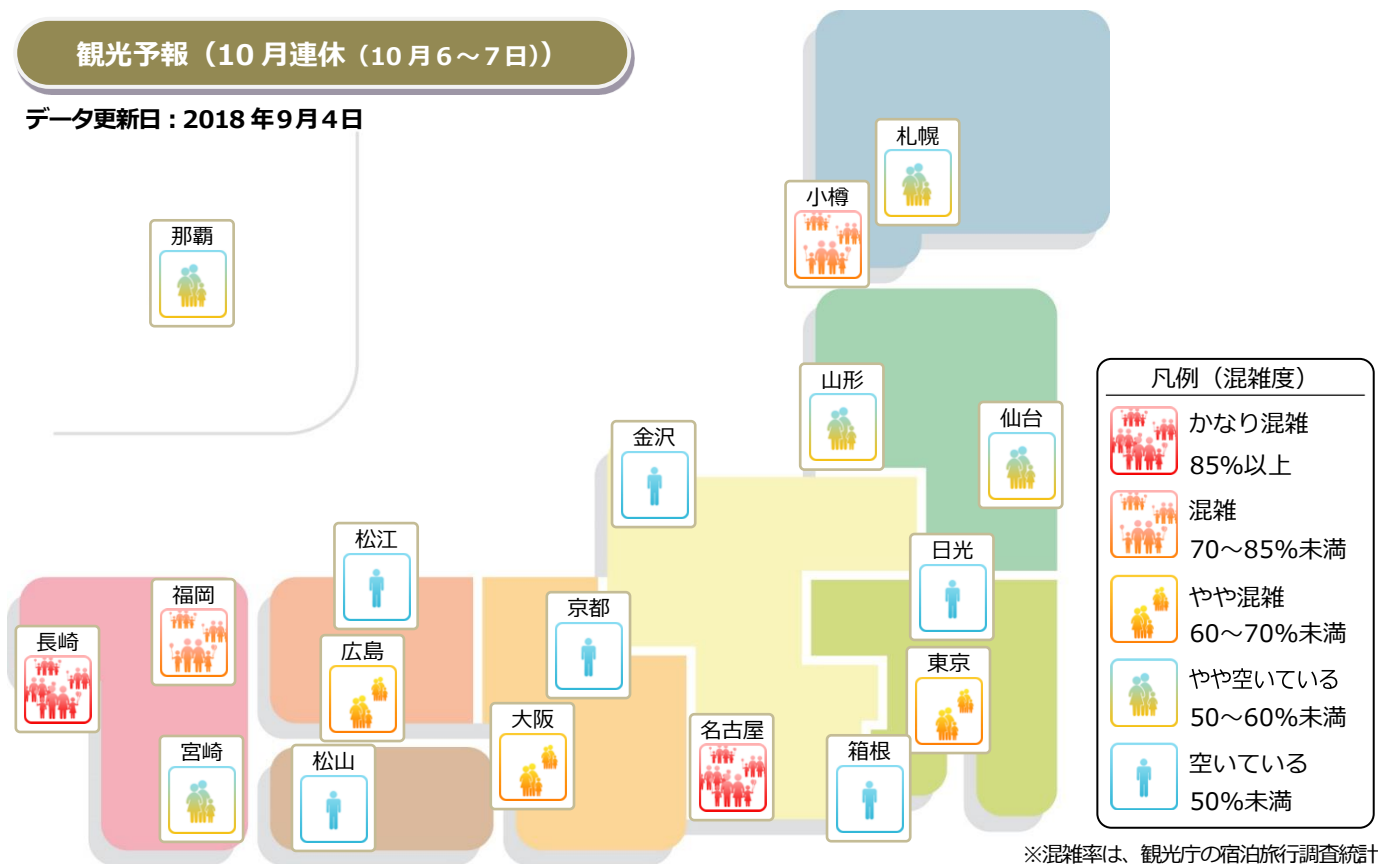 観光予報（10月連休（10月６～７日））
データ更新日：2018年９月４日
札幌
小樽
那覇
山形
仙台
金沢
松江
日光
福岡
京都
長崎
広島
東京
大阪
名古屋
宮崎
松山
箱根
凡例（混雑度）
かなり混雑
85%以上
混雑
70～85%未満
やや混雑
60～70%未満
やや空いている
50～60%未満
空いている
50%未満
※混雑率は、観光庁の宿泊旅行調査統計